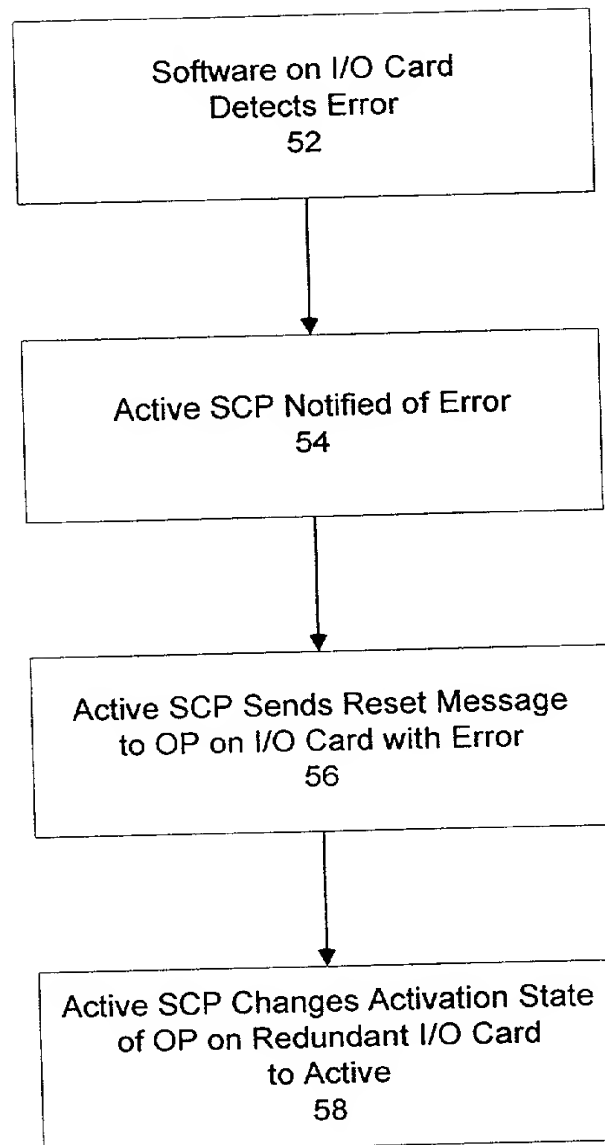 Software on I/O Card
Detects Error
52
Active SCP Notified of Error
54
Active SCP Sends Reset Message
to OP on I/O Card with Error
56
Active SCP Changes Activation State
of OP on Redundant I/O Card
to Active
58